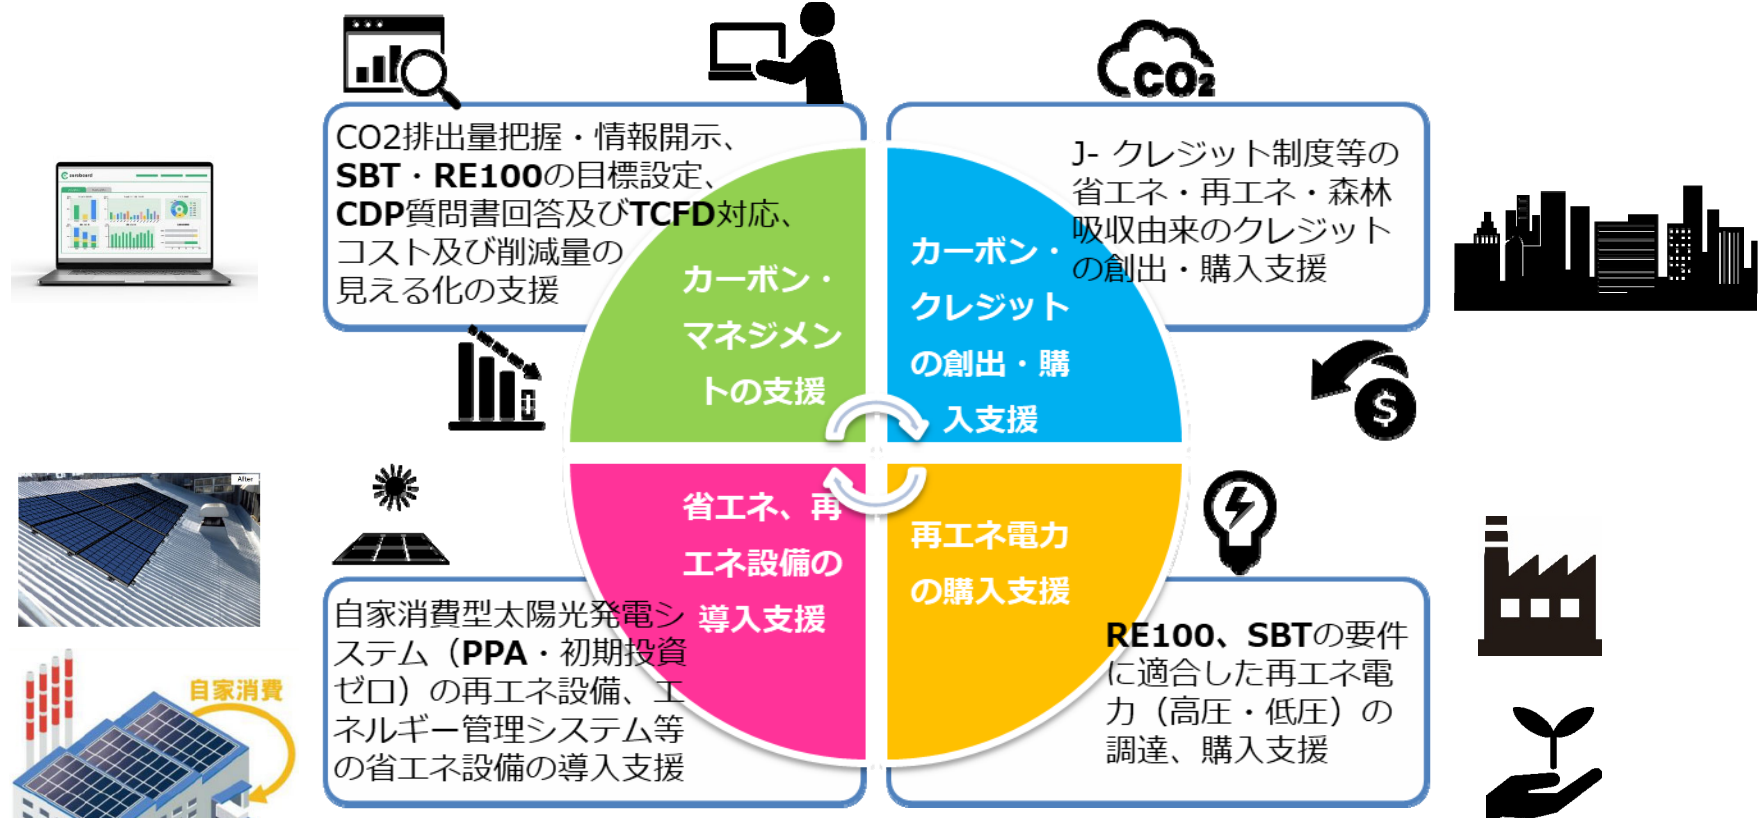 CO2排出量把握・情報開示、
SBT・RE100の目標設定、
CDP質問書回答及びTCFD対応、
コスト及び削減量の
見える化の支援
カーボン・
マネジメン
トの支援
CO2
J- クレジット制度等の
省エネ・再エネ・森林
吸収由来のクレジット
の創出・購入支援
カーボン・
クレジット
の創出・購
入支援
$
After
自家消費
自家消費型太陽光発電シ
ステム（PPA・初期投資
ゼロ）の再エネ設備、エ
ネルギー管理システム等
の省エネ設備の導入支援
省エネ、再
エネ設備の
導入支援
再エネ電力
の購入支援
RE100、SBTの要件
に適合した再エネ電
力（高圧・低圧）の
調達、購入支援